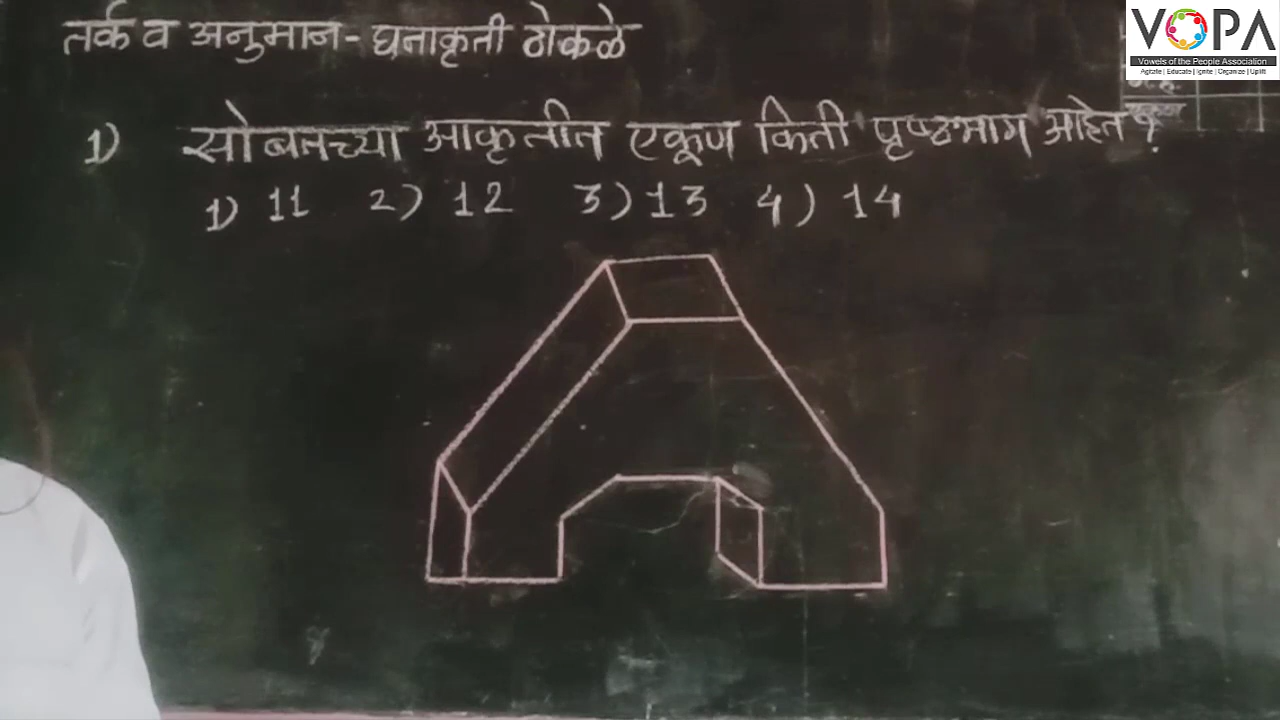 VOPA
Vowels of the People Association
Agitate | Educate | Ignite | Organize | Uplift
तर्क व अनुमान - घनाकृती ठोकळे
1) सोबतच्या आकृतीत एकूण किती पृष्ठभाग आहेत ?
1) 11 2) 12 3) 13 4) 14